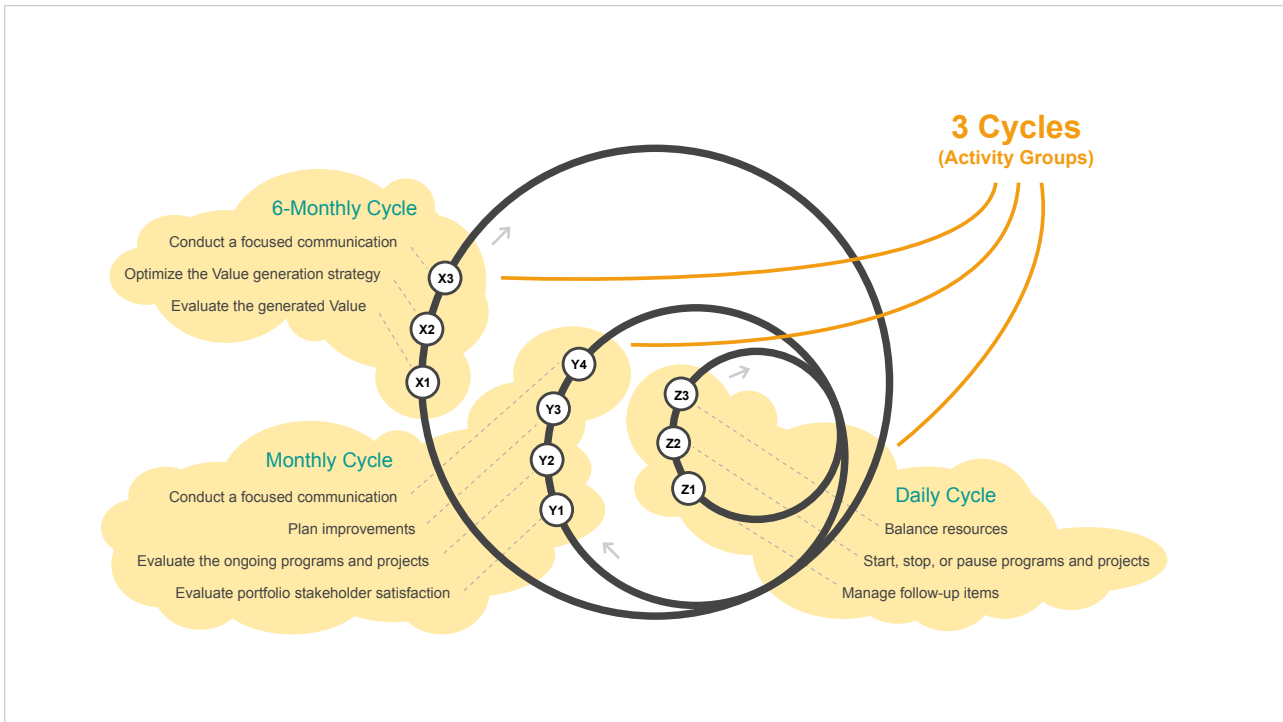 3 Cycles
(Activity Groups)
6-Monthly Cycle
Conduct a focused communication
Optimize the Value generation strategy
Evaluate the generated Value
X3
X2
X1
Monthly Cycle
Conduct a focused communication
Plan improvements
Evaluate the ongoing programs and projects
Evaluate portfolio stakeholder satisfaction
Y4
Y3
Y2
Y1
Z3
Z2
Z1
Daily Cycle
Balance resources
Start, stop, or pause programs and projects
Manage follow-up items